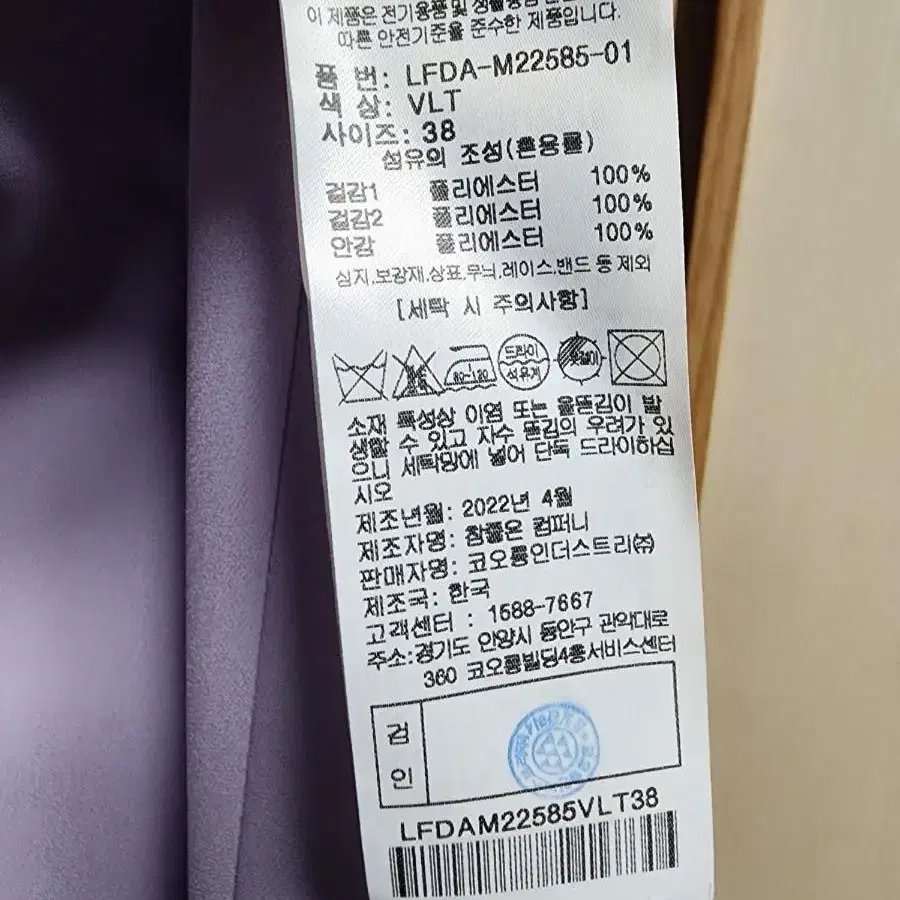 이 제품은 전기용품 및 생활용품
따른 안전기준을 준수한 제품입니다.
품 번: LFDA-M22585-01
색 상: VLT
사이즈: 38
섬유의 조성(혼용률)
겉감1 폴리에스터 100%
겉감2 폴리에스터 100%
안감 폴리에스터 100%
심지,보강재,상표,무늬,레이스,밴드 등 제외
[세탁 시 주의사항]
80~120
드라이
석유계
옷걸이
소재 특성상 이염 또는 올뜯김이 발
생할 수 있고 자수 뜯김의 우려가 있
으니 세탁망에 넣어 단독 드라이하십
시오
제조년월: 2022년 4월
제조자명: 참좋은 컴퍼니
판매자명: 코오롱인더스트리㈜
제조국: 한국
고객센터 : 1588-7667
주소:경기도 안양시 동안구 관악대로
360 코오롱빌딩4층서비스센터
검
인
LFDAM22585VLT38